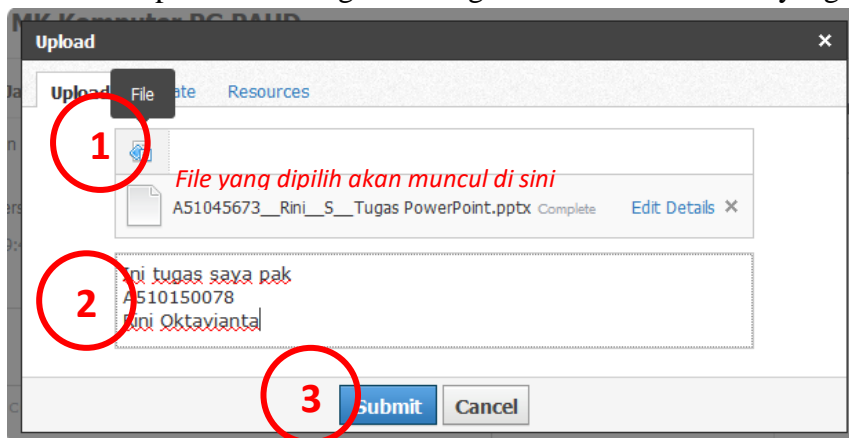 MK Komputer PG PAUD
Upload ×
Upload File ate Resources
1
File yang dipilih akan muncul di sini
A51045673__Rini__S__Tugas PowerPoint.pptx Complete Edit Details ×
Ini tugas saya pak
2 A510150078
Rini Oktavianta
3 Submit Cancel